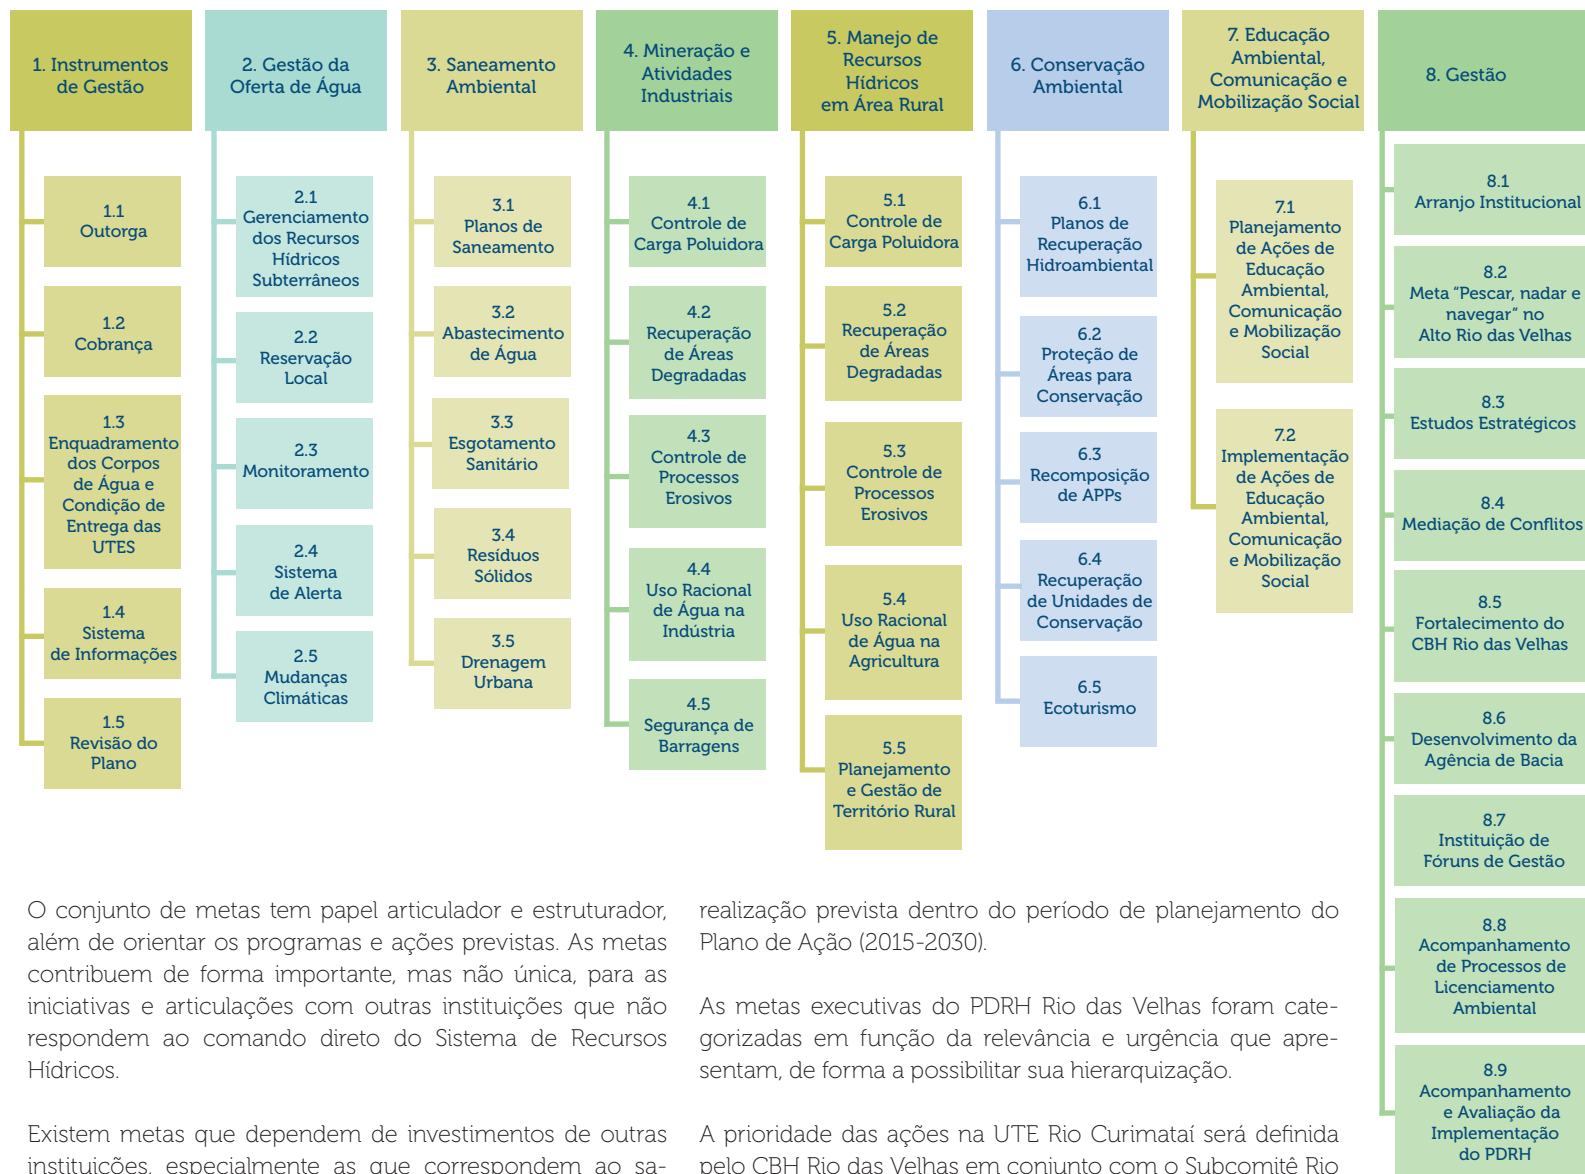 1. Instrumentos
de Gestão
1.1
Outorga
1.2
Cobrança
1.3
Enquadramento
dos Corpos
de Água e
Condição de
Entrega das
UTES
1.4
Sistema
de Informações
1.5
Revisão do
Plano
2. Gestão da
Oferta de Água
2.1
Gerenciamento
dos Recursos
Hídricos
Subterrâneos
2.2
Reservação
Local
2.3
Monitoramento
2.4
Sistema
de Alerta
2.5
Mudanças
Climáticas
3. Saneamento
Ambiental
3.1
Planos de
Saneamento
3.2
Abastecimento
de Água
3.3
Esgotamento
Sanitário
3.4
Resíduos
Sólidos
3.5
Drenagem
Urbana
4. Mineração e
Atividades
Industriais
4.1
Controle de
Carga Poluidora
4.2
Recuperação
de Áreas
Degradadas
4.3
Controle de
Processos
Erosivos
4.4
Uso Racional
de Água na
Indústria
4.5
Segurança de
Barragens
5. Manejo de
Recursos
Hídricos
em Área Rural
5.1
Controle de
Carga Poluidora
5.2
Recuperação
de Áreas
Degradadas
5.3
Controle de
Processos
Erosivos
5.4
Uso Racional
de Água na
Agricultura
5.5
Planejamento
e Gestão de
Território Rural
6. Conservação
Ambiental
6.1
Planos de
Recuperação
Hidroambiental
6.2
Proteção de
Áreas para
Conservação
6.3
Recomposição
de APPs
6.4
Recuperação
de Unidades de
Conservação
6.5
Ecoturismo
7. Educação
Ambiental,
Comunicação e
Mobilização Social
7.1
Planejamento
de Ações de
Educação
Ambiental,
Comunicação
e Mobilização
Social
7.2
Implementação
de Ações de
Educação
Ambiental,
Comunicação
e Mobilização
Social
8. Gestão
8.1
Arranjo Institucional
8.2
Meta "Pescar, nadar e
navegar" no
Alto Rio das Velhas
8.3
Estudos Estratégicos
8.4
Mediação de Conflitos
8.5
Fortalecimento do
CBH Rio das Velhas
8.6
Desenvolvimento da
Agência de Bacia
8.7
Instituição de
Fóruns de Gestão
8.8
Acompanhamento
de Processos de
Licenciamento
Ambiental
8.9
Acompanhamento
e Avaliação da
Implementação
do PDRH
O conjunto de metas tem papel articulador e estruturador,
além de orientar os programas e ações previstas. As metas
contribuem de forma importante, mas não única, para as
iniciativas e articulações com outras instituições que não
respondem ao comando direto do Sistema de Recursos
Hídricos.
Existem metas que dependem de investimentos de outras
instituições, especialmente as que correspondem ao sa-
realização prevista dentro do período de planejamento do
Plano de Ação (2015-2030).
As metas executivas do PDRH Rio das Velhas foram cate-
gorizadas em função da relevância e urgência que apre-
sentam, de forma a possibilitar sua hierarquização.
A prioridade das ações na UTE Rio Curimataí será definida
pelo CBH Rio das Velhas em conjunto com o Subcomitê Rio